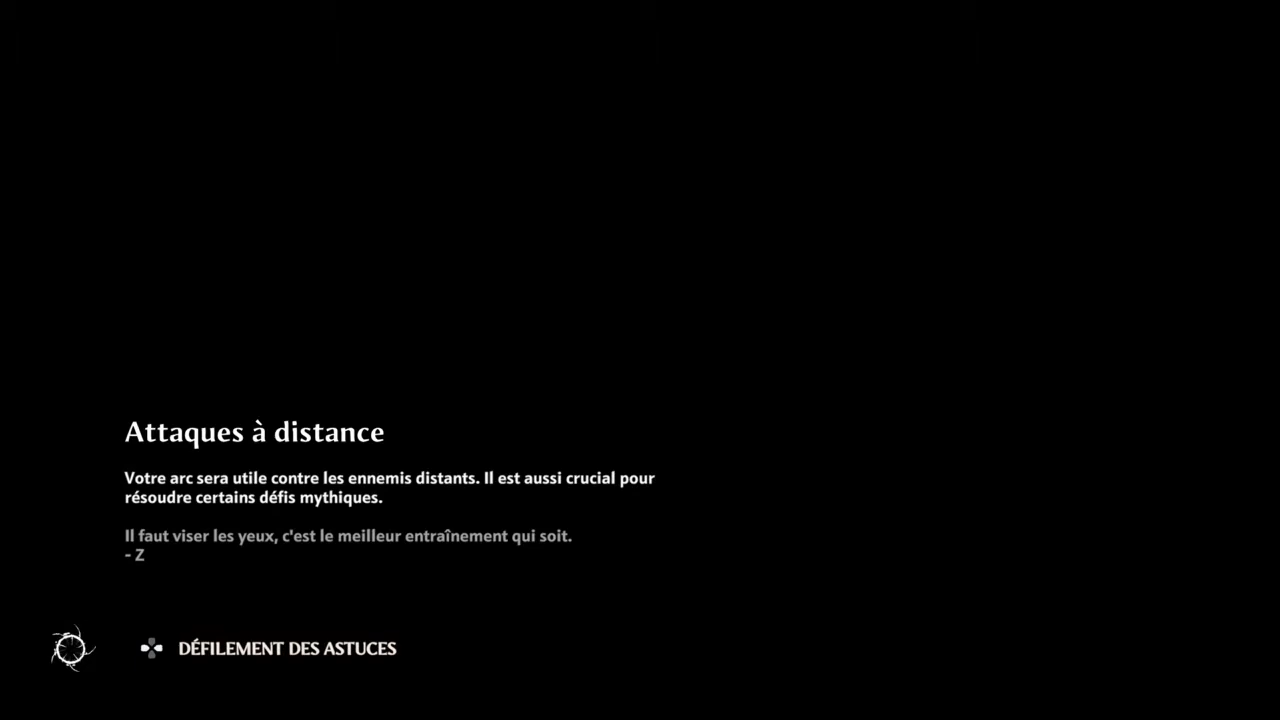 Attaques à distance
Votre arc sera utile contre les ennemis distants. Il est aussi crucial pour
résoudre certains défis mythiques.
Il faut viser les yeux, c'est le meilleur entraînement qui soit.
- Z
DÉFILEMENT DES ASTUCES